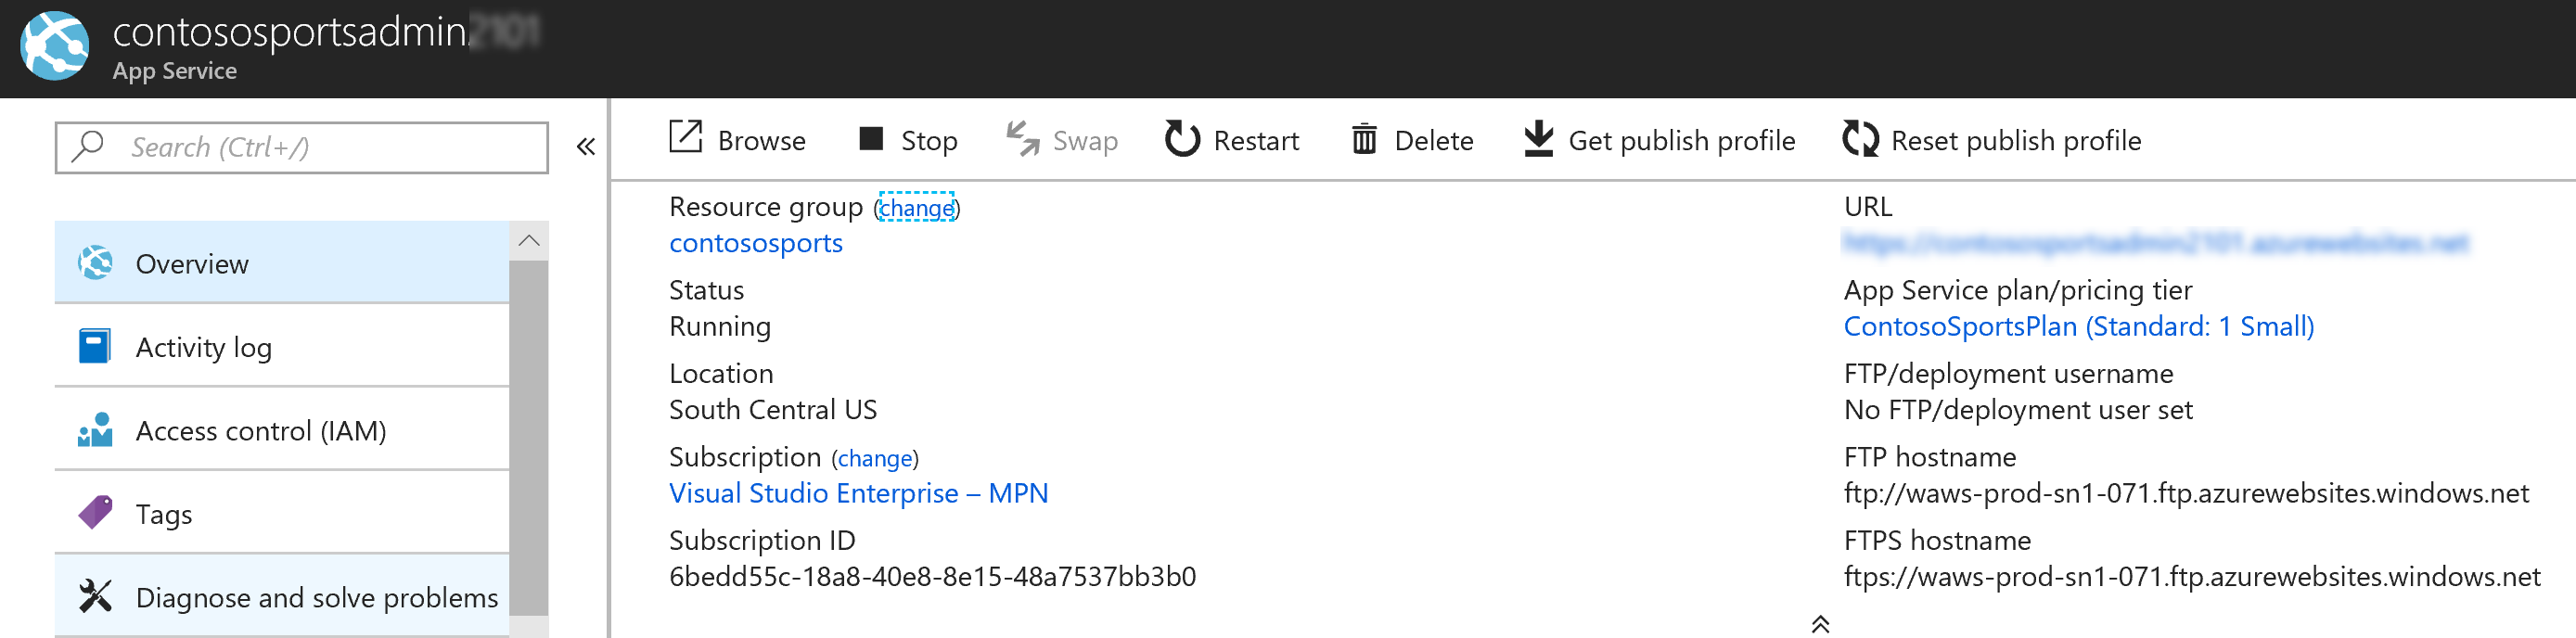 contososportsadmin
App Service
Search (Ctrl+/)
Overview
Activity log
Access control (IAM)
Tags
Diagnose and solve problems
Browse Stop Swap Restart Delete Get publish profile Reset publish profile
Resource group (change)
contososports
Status
Running
Location
South Central US
Subscription (change)
Visual Studio Enterprise – MPN
Subscription ID
6bedd55c-18a8-40e8-8e15-48a7537bb3b0
URL
App Service plan/pricing tier
ContosoSportsPlan (Standard: 1 Small)
FTP/deployment username
No FTP/deployment user set
FTP hostname
ftp://waws-prod-sn1-071.ftp.azurewebsites.windows.net
FTPS hostname
ftps://waws-prod-sn1-071.ftp.azurewebsites.windows.net